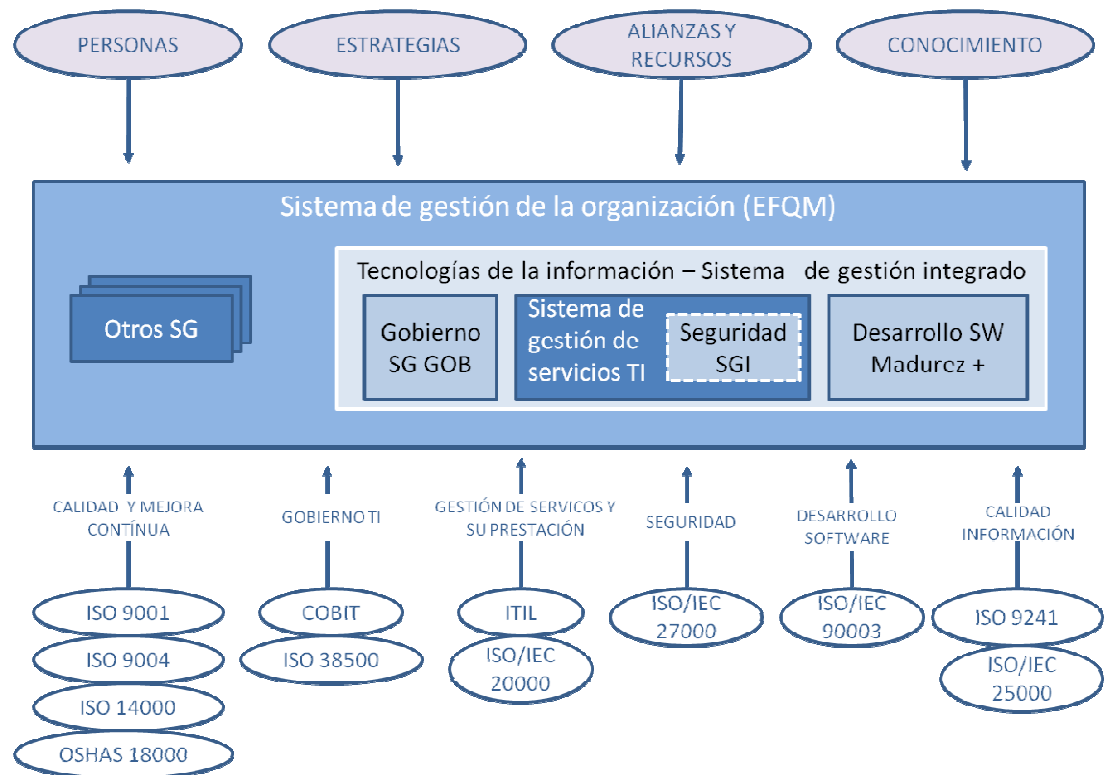 PERSONAS
ESTRATEGIAS
ALIANZAS Y
RECURSOS
CONOCIMIENTO
Sistema de gestión de la organización (EFQM)
Tecnologías de la información – Sistema de gestión integrado
Otros SG
Gobierno
SG GOB
Sistema de
gestión de
servicios TI
Seguridad
SGI
Desarrollo SW
Madurez +
CALIDAD Y MEJORA
CONTÍNUA
GOBIERNO TI
GESTIÓN DE SERVICOS Y
SU PRESTACIÓN
SEGURIDAD
DESARROLLO
SOFTWARE
CALIDAD
INFORMACIÓN
ISO 9001
ISO 9004
ISO 14000
OSHAS 18000
COBIT
ISO 38500
ITIL
ISO/IEC
20000
ISO/IEC
27000
ISO/IEC
90003
ISO 9241
ISO/IEC
25000